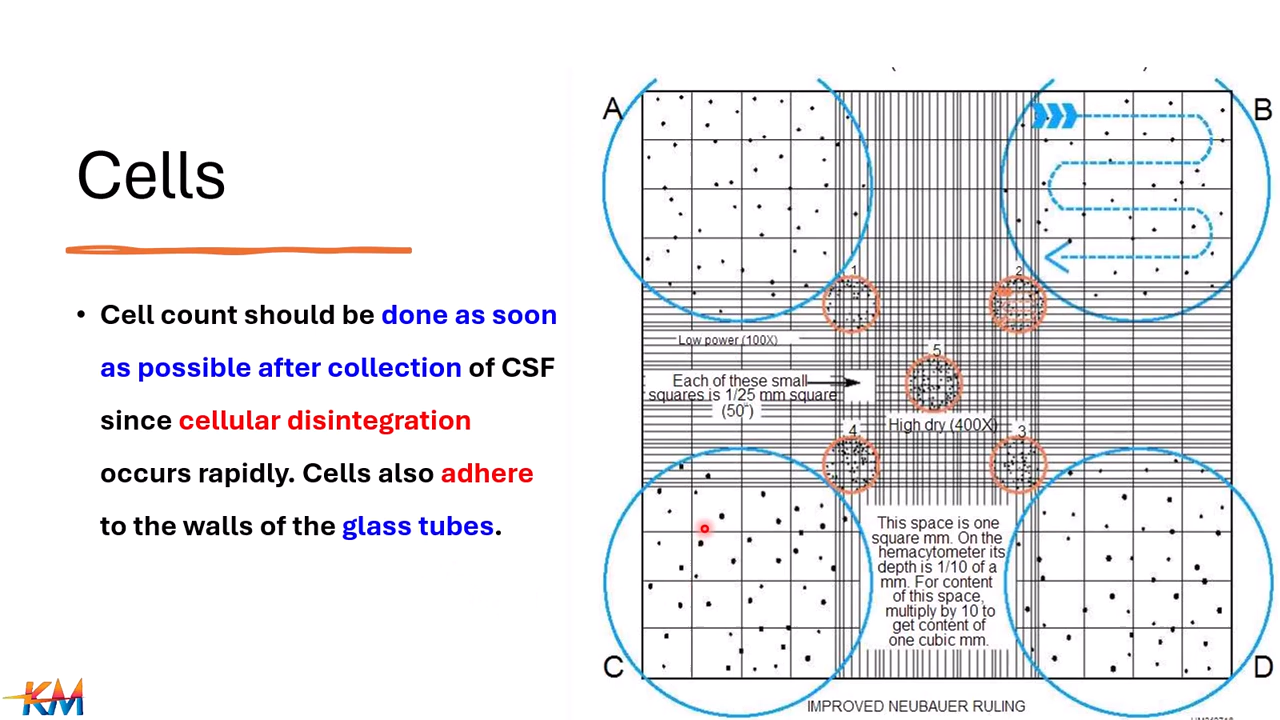 Cells
• Cell count should be done as soon
as possible after collection of CSF
since cellular disintegration
occurs rapidly. Cells also adhere
to the walls of the glass tubes.
KM
A
B
1
2
Low power (100X)
5
Each of these small
squares is 1/25 mm square
(50")
High dry (400X)
4
3
This space is one
square mm. On the
hemacytometer its
depth is 1/10 of a
mm. For content
of this space,
multiply by 10 to
get content of
one cubic mm.
C
D
IMPROVED NEUBAUER RULING